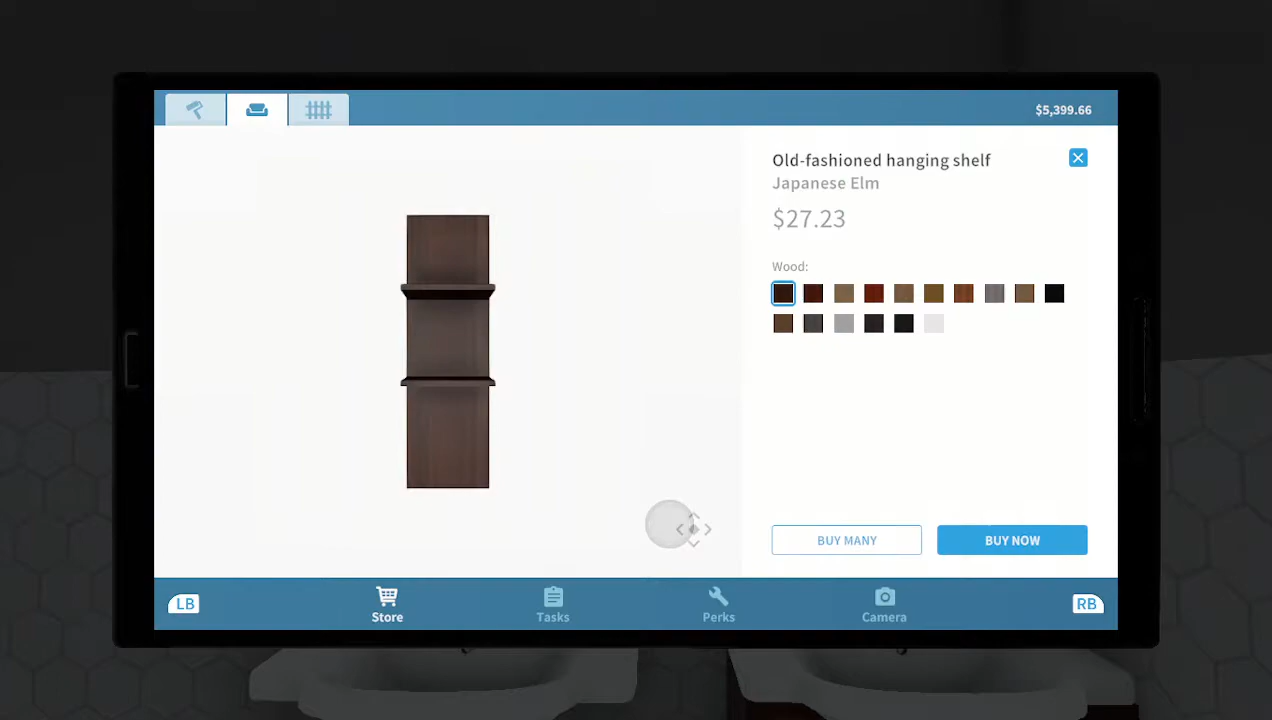 $5,399.66
Old-fashioned hanging shelf
Japanese Elm
$27.23
Wood:
BUY MANY
BUY NOW
LB
Store
Tasks
Perks
Camera
RB